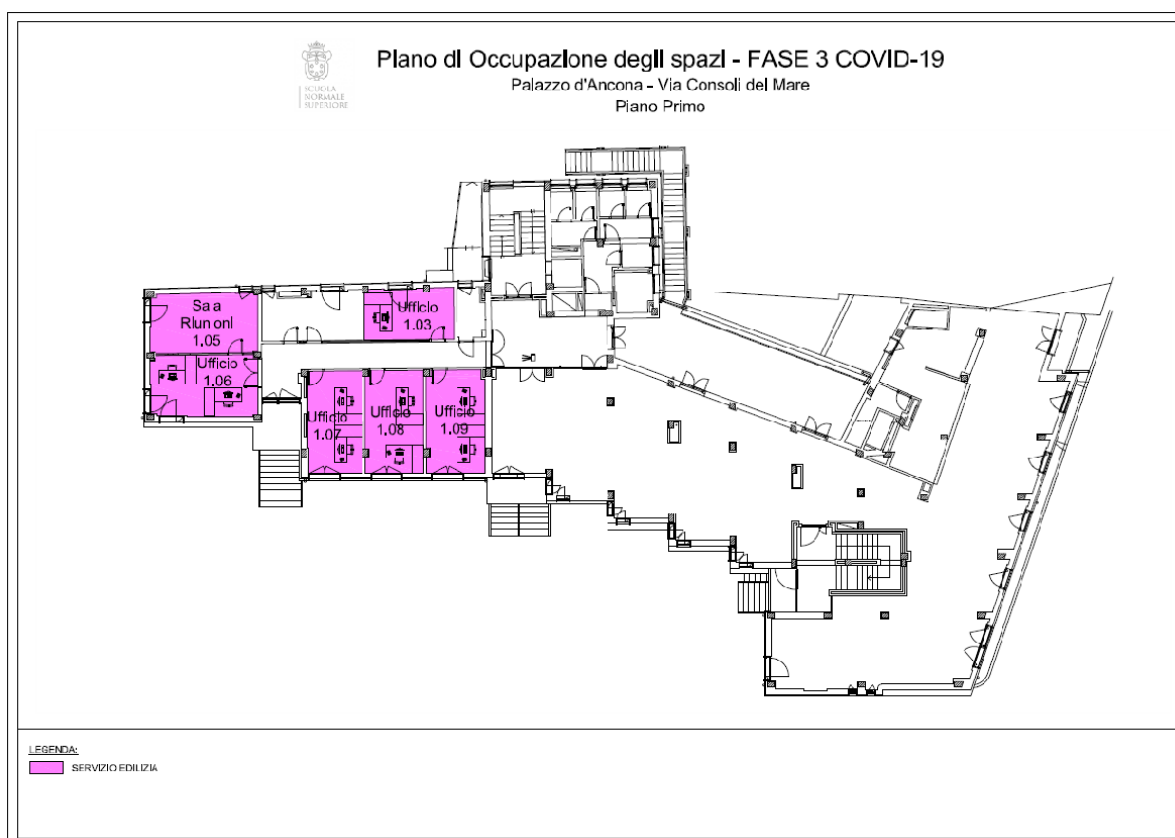 SCUOLA
NORMALE
SUPERIORE
Piano di Occupazione degli spazi - FASE 3 COVID-19
Palazzo d'Ancona - Via Consoli del Mare
Piano Primo
Sala
Riunioni
1.05
Ufficio
1.03
Ufficio
1.06
Ufficio
1.07
Ufficio
1.08
Ufficio
1.09
LEGENDA:
SERVIZIO EDILIZIA